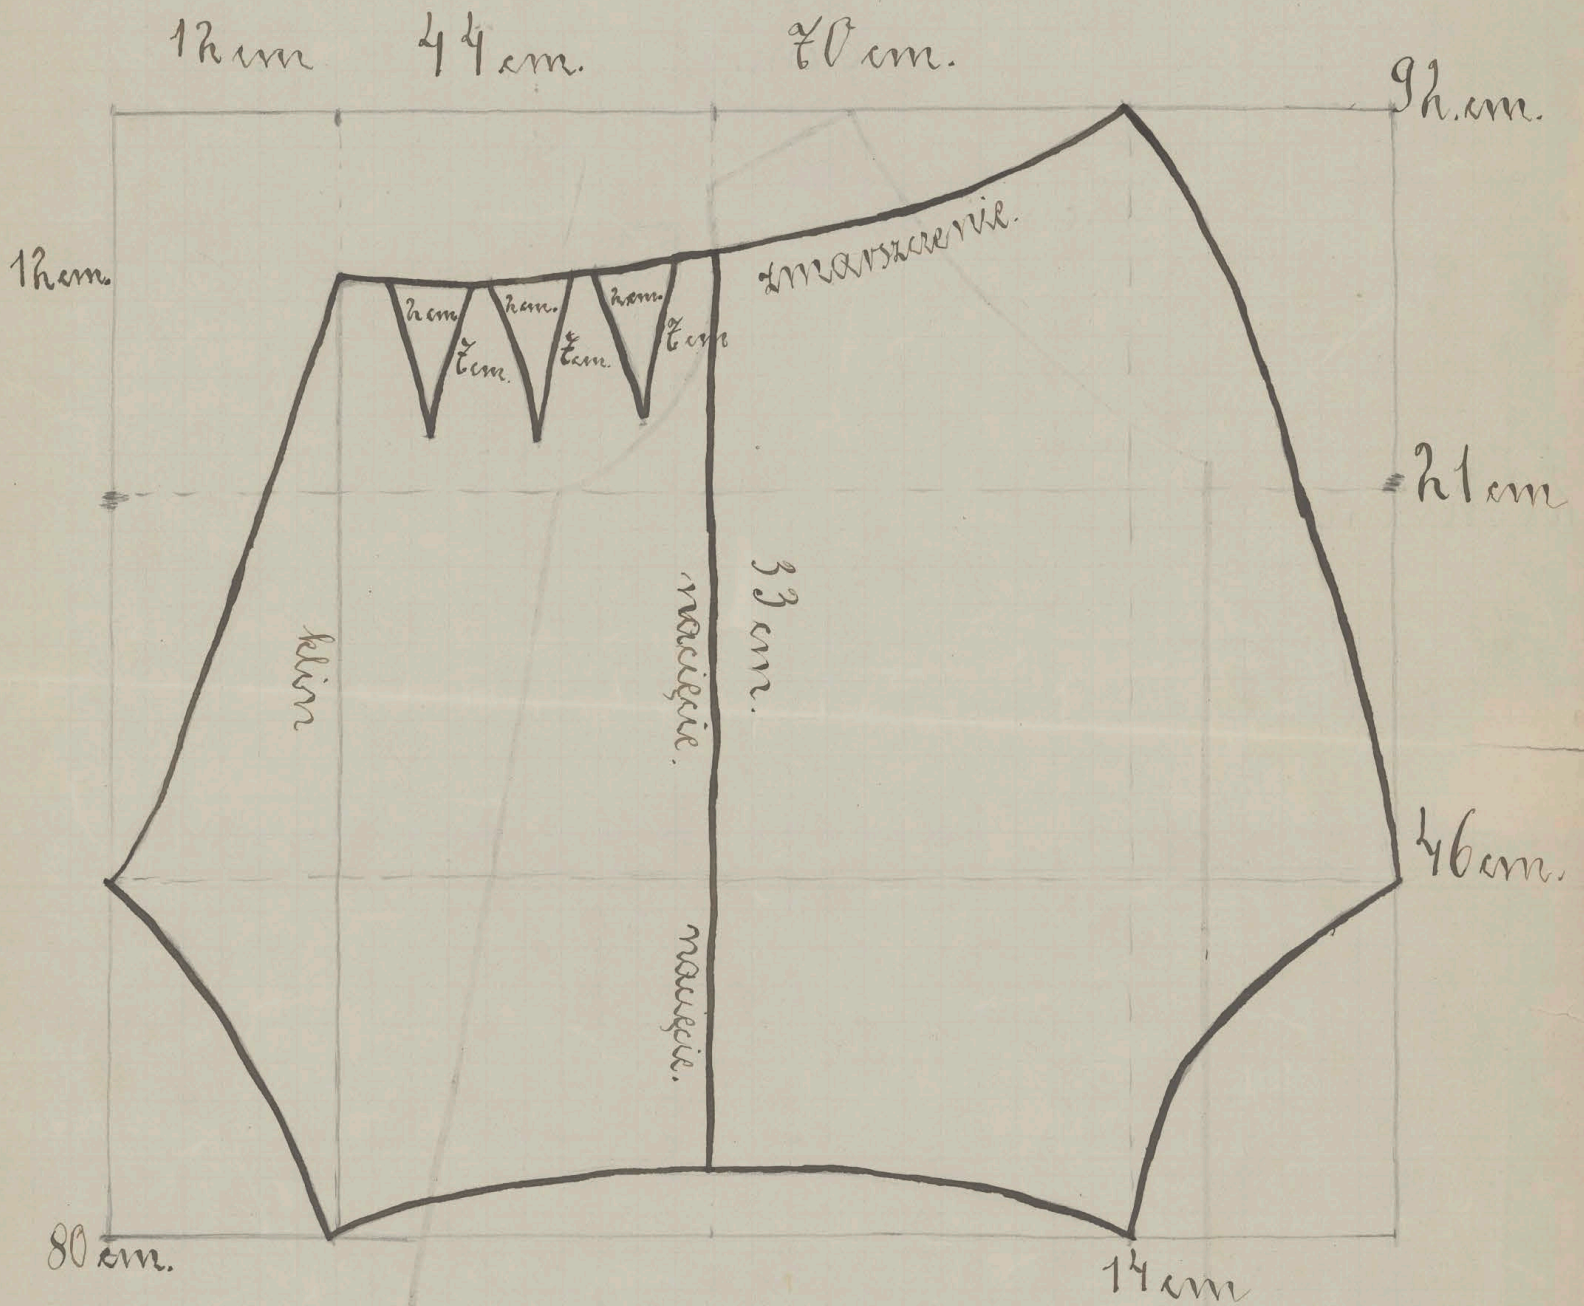 12 cm
44 cm.
70 cm.
92. cm.
12 cm.
zmarszczenie.
2 cm
2 cm.
2 cm.
7 cm.
7 cm.
7 cm
21 cm
klin
nacięcie.
33 cm.
46 cm.
nacięcie.
80 cm.
14 cm